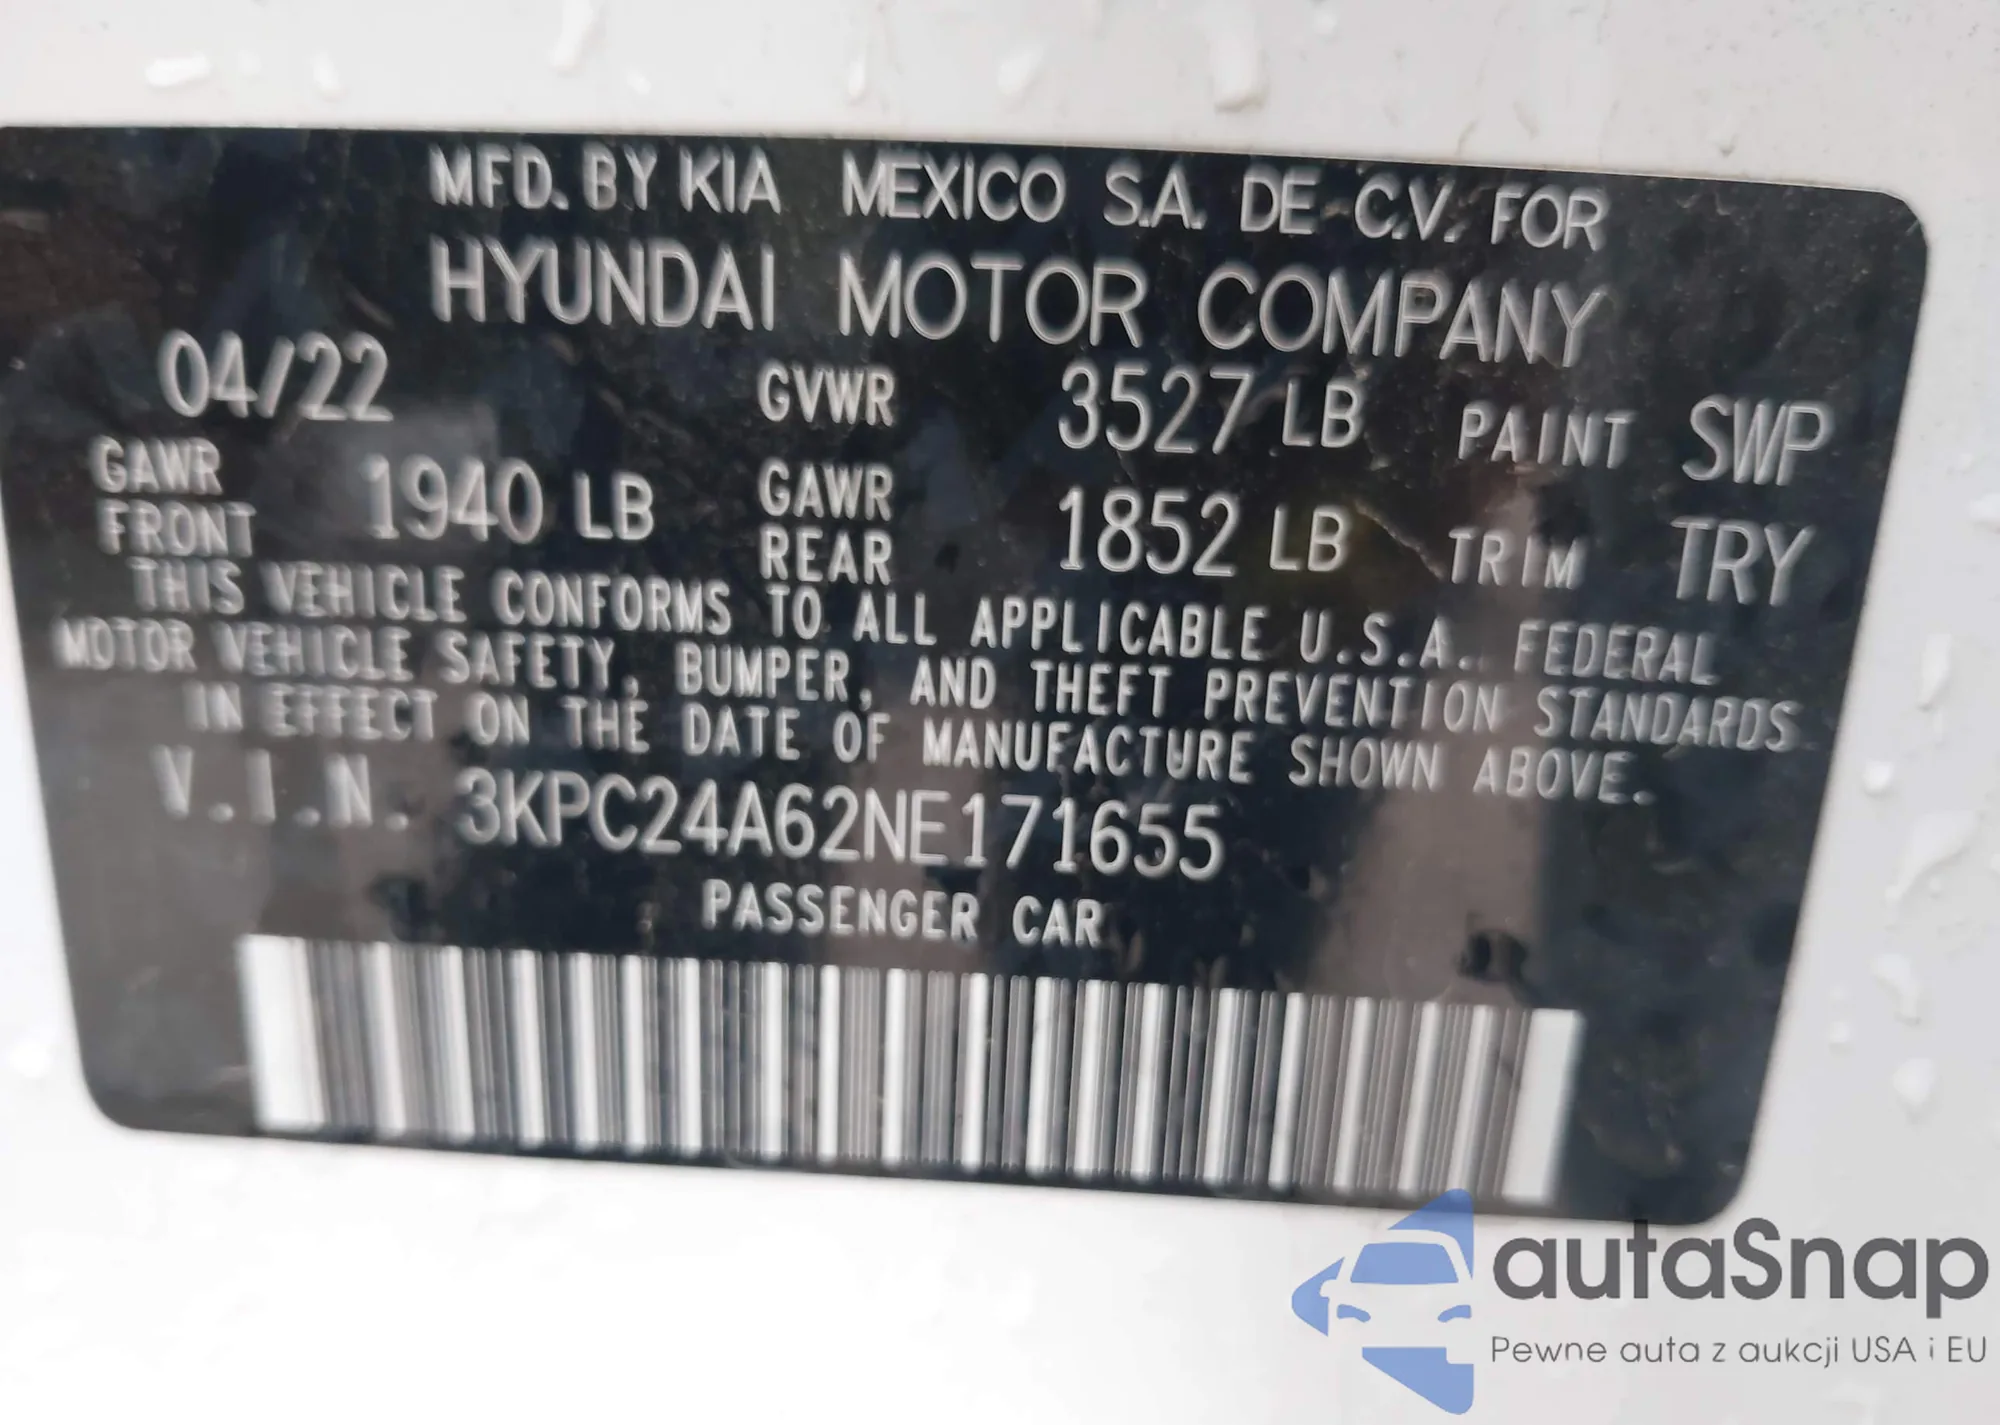 MFD. BY KIA MEXICO S.A. DE C.V. FOR
HYUNDAI MOTOR COMPANY
04/22 GVWR 3527 LB PAINT SWP
GAWR FRONT 1940 LB GAWR REAR 1852 LB TRIM TRY
THIS VEHICLE CONFORMS TO ALL APPLICABLE U.S.A. FEDERAL
MOTOR VEHICLE SAFETY, BUMPER, AND THEFT PREVENTION STANDARDS
IN EFFECT ON THE DATE OF MANUFACTURE SHOWN ABOVE.
V.I.N. 3KPC24A62NE171655
PASSENGER CAR
autaSnap
Pewne auta z aukcji USA i EU